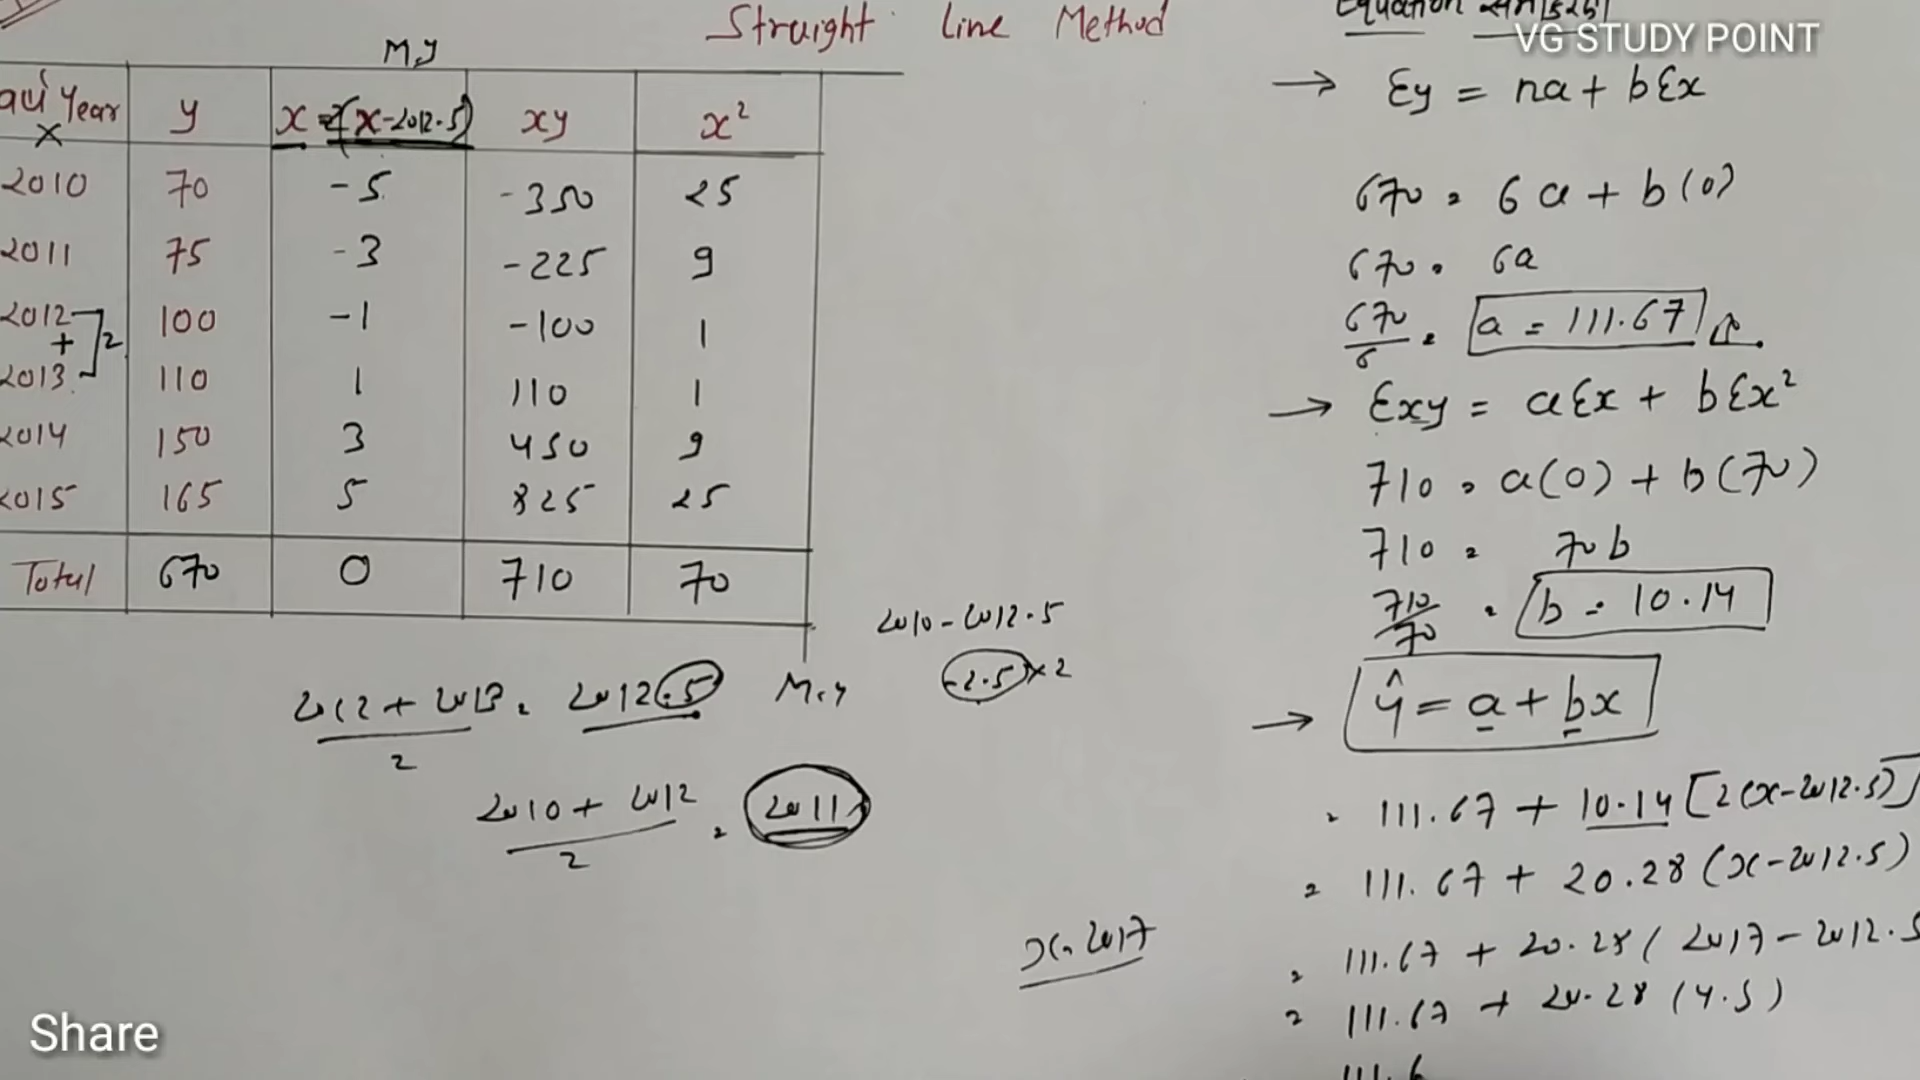 Straight Line Method
VG STUDY POINT
M.y
Year y x = 2(x-2012.5) xy x²
X
2010 70 -5 -350 25
2011 75 -3 -225 9
2012 100 -1 -100 1
+ ] 2
2013 110 1 110 1
2014 150 3 450 9
2015 165 5 825 25
Total 670 0 710 70
2012 + 2013 / 2 = 2012.5 M.y
2010 - 2012.5
-2.5 × 2
2010 + 2012 / 2 = 2011
x = 2017
Equation
→ Σy = na + bΣx
670 = 6a + b(0)
670 = 6a
670/6 = a = 111.67
→ Σxy = aΣx + bΣx²
710 = a(0) + b(70)
710 = 70b
710/70 = b = 10.14
→ ŷ = a + bx
= 111.67 + 10.14 [2(x-2012.5)]
= 111.67 + 20.28 (x-2012.5)
= 111.67 + 20.28 ( 2017 - 2012.5
= 111.67 + 20.28 (4.5)
111.6
Share